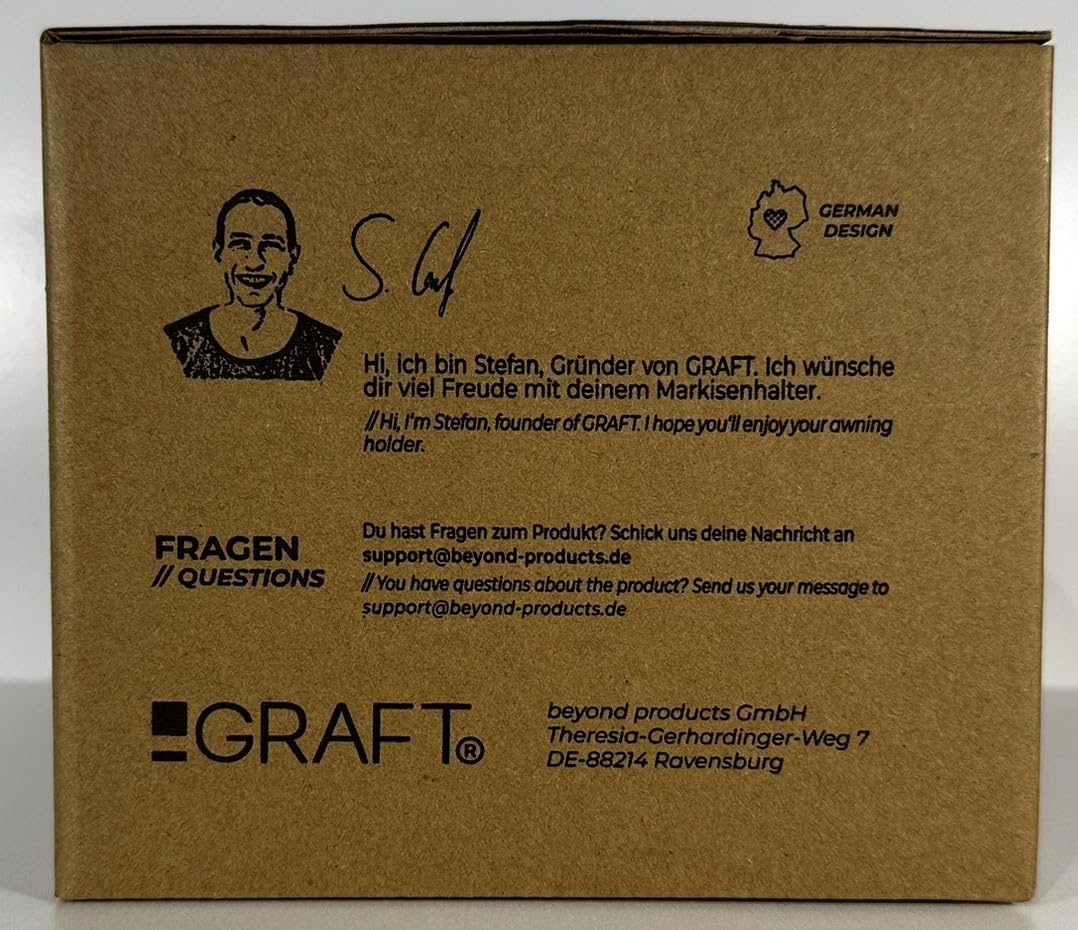 GERMAN
DESIGN
Hi, ich bin Stefan, Gründer von GRAFT. Ich wünsche
dir viel Freude mit deinem Markisenhalter.
// Hi, I'm Stefan, founder of GRAFT. I hope you'll enjoy your awning
holder.
FRAGEN
// QUESTIONS
Du hast Fragen zum Produkt? Schick uns deine Nachricht an
support@beyond-products.de
// You have questions about the product? Send us your message to
support@beyond-products.de
GRAFT®
beyond products GmbH
Theresia-Gerhardinger-Weg 7
DE-88214 Ravensburg